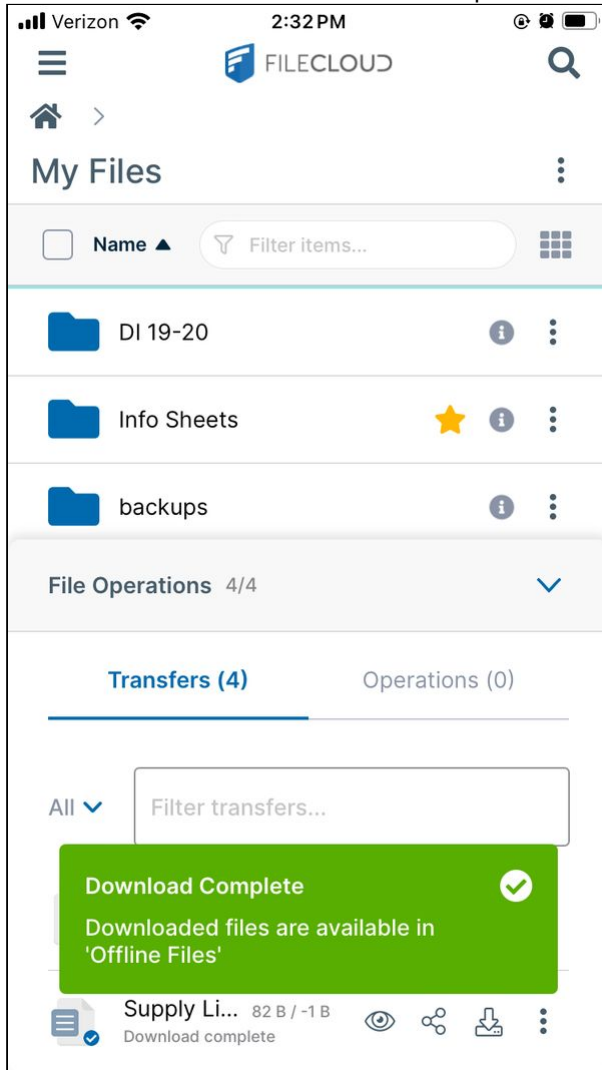 Verizon 2:32 PM
FILECLOUD
My Files
Name Filter items...
DI 19-20
Info Sheets
backups
File Operations 4/4
Transfers (4) Operations (0)
All Filter transfers...
Download Complete
Downloaded files are available in
'Offline Files'
Supply Li... 82 B / -1 B
Download complete